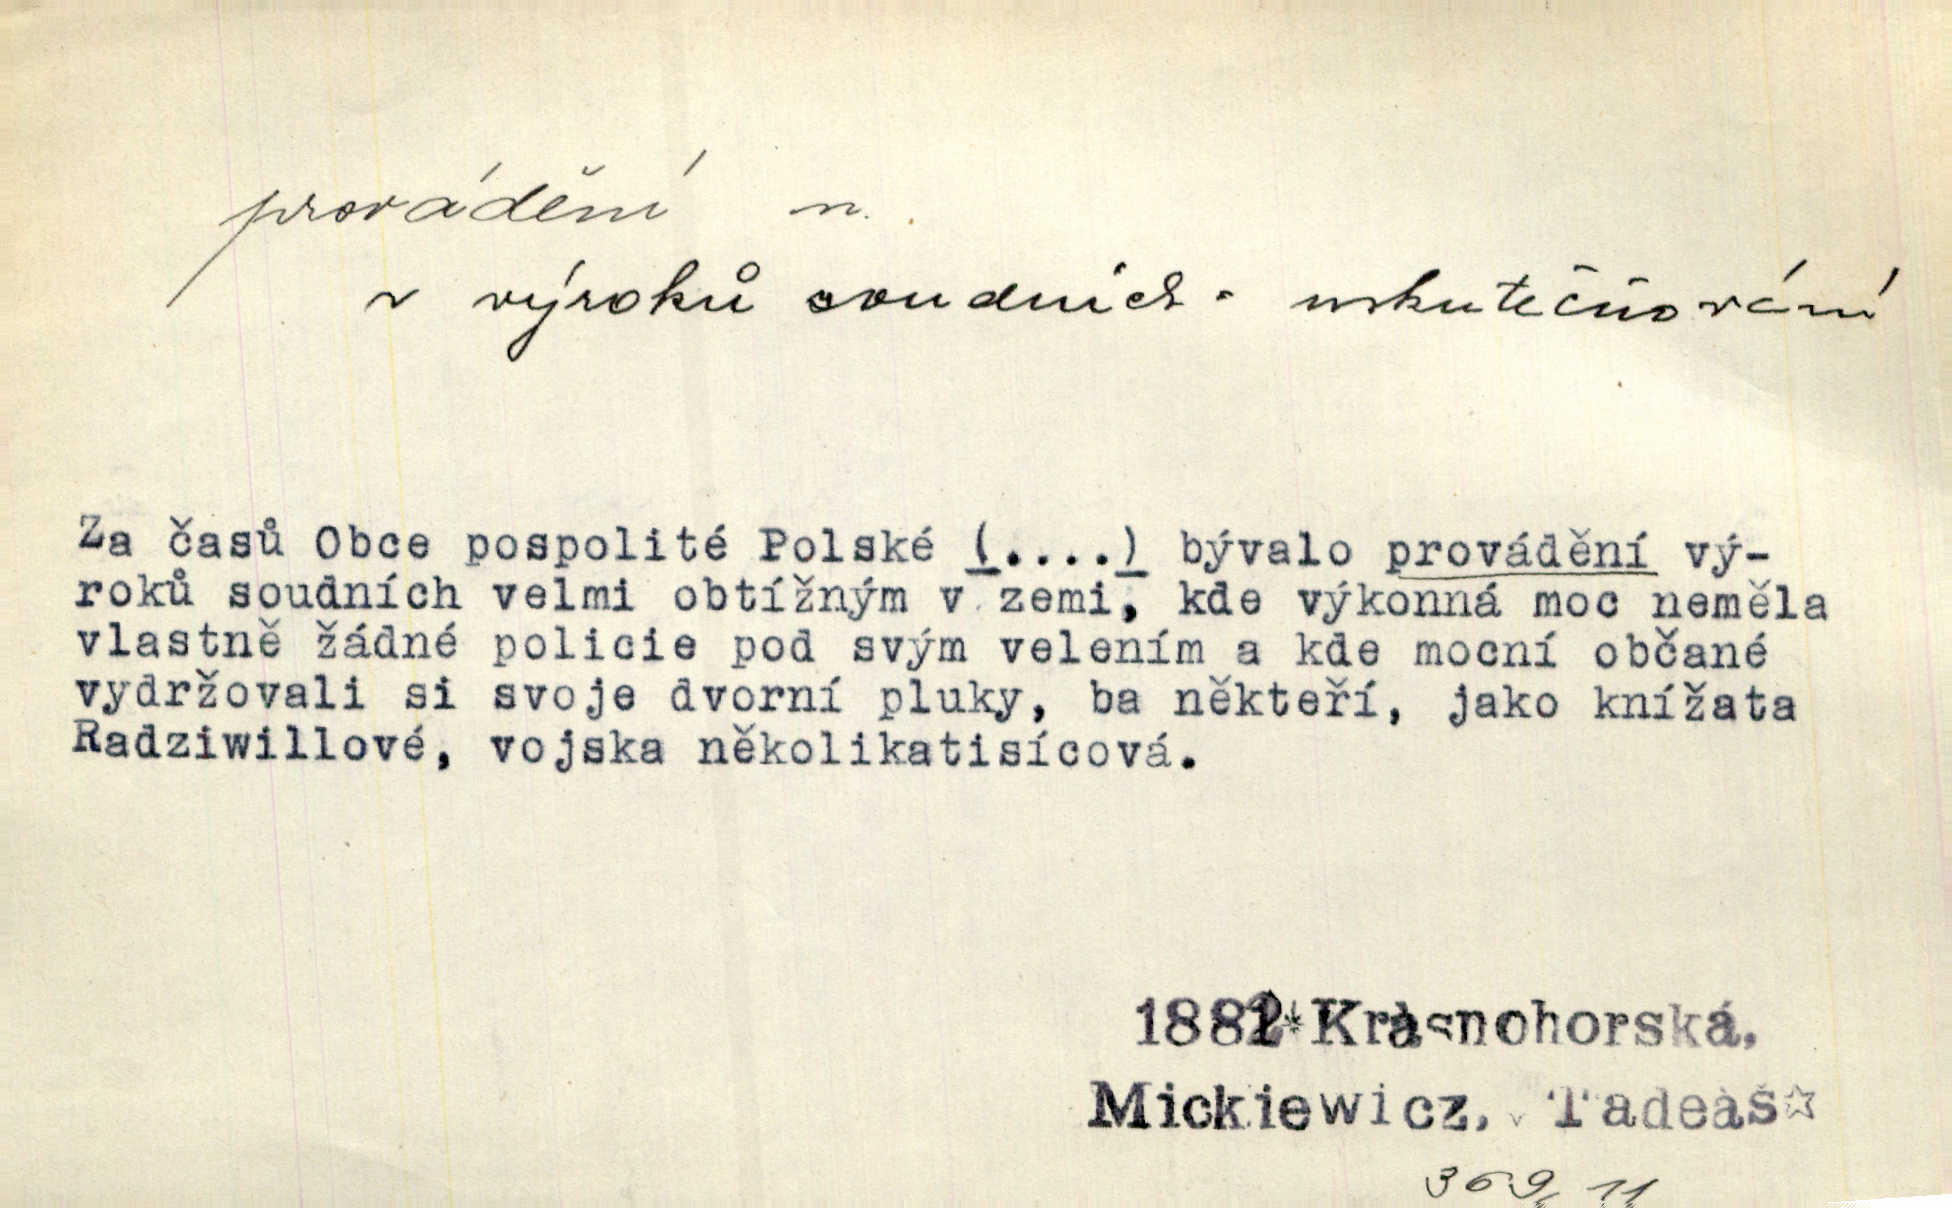 provádění n.
v výroků soudních - uskutečňování
Za časů Obce pospolité Polské (....) bývalo provádění vý-
roků soudních velmi obtížným v zemi, kde výkonná moc neměla
vlastně žádné policie pod svým velením a kde mocní občané
vydržovali si svoje dvorní pluky, ba někteří, jako knížata
Radziwillové, vojska několikatisícová.
1882* Krásnohorská,
Mickiewicz, Tadeáš☆
369, 11